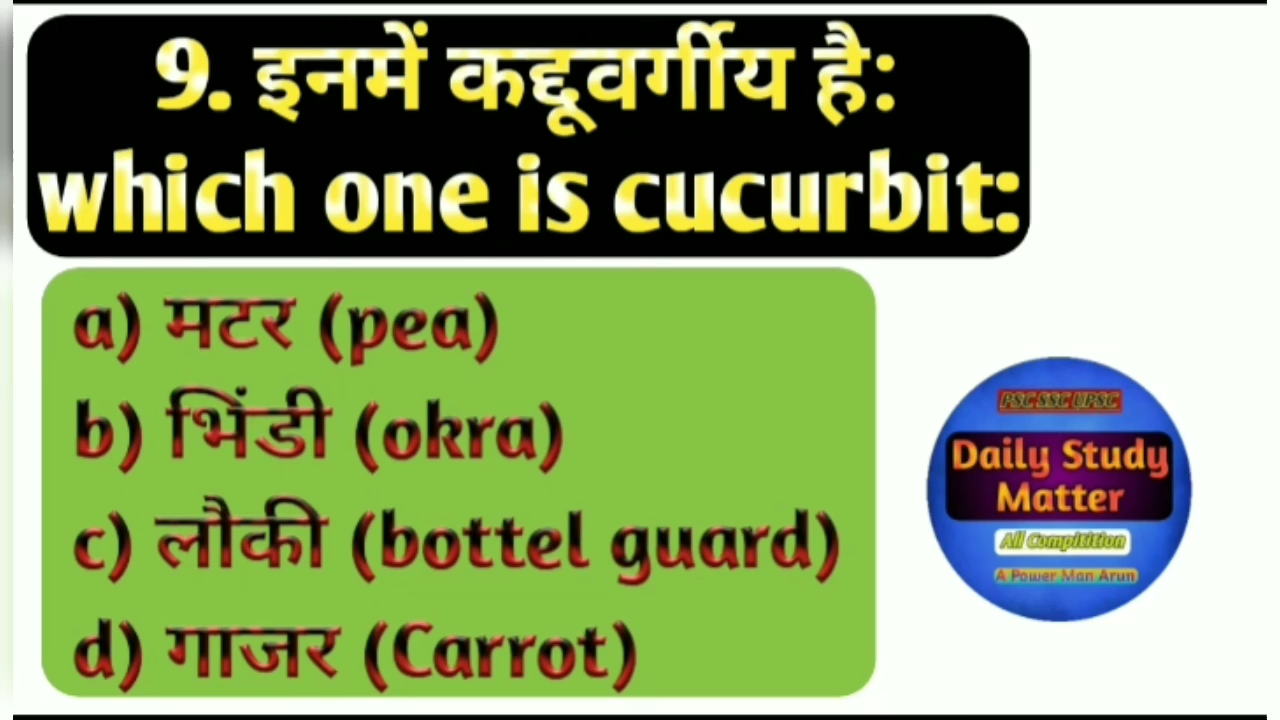 9. इनमें कद्दूवर्गीय है:
which one is cucurbit:
a) मटर (pea)
b) भिंडी (okra)
c) लौकी (bottel guard)
d) गाजर (Carrot)
PSC SSC UPSC
Daily Study
Matter
All Compitition
A Power Man Arun